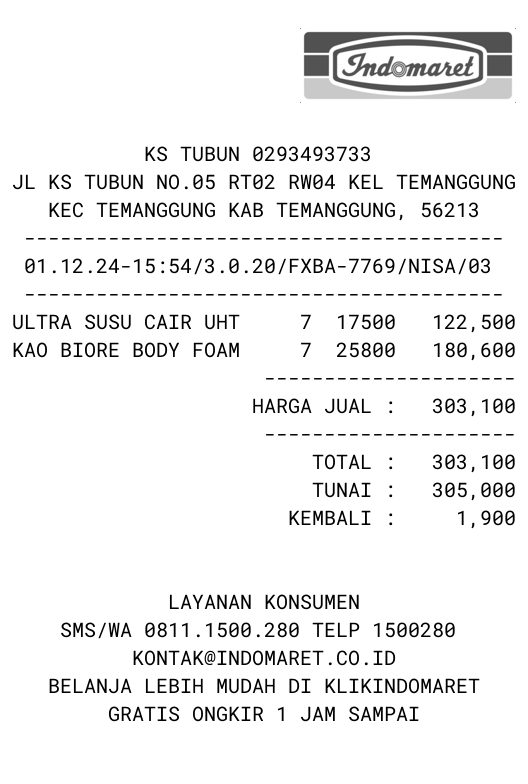 Indomaret
KS TUBUN 0293493733
JL KS TUBUN NO.05 RT02 RW04 KEL TEMANGGUNG
KEC TEMANGGUNG KAB TEMANGGUNG, 56213
----------------------------------------
01.12.24-15:54/3.0.20/FXBA-7769/NISA/03
----------------------------------------
ULTRA SUSU CAIR UHT 7 17500 122,500
KAO BIORE BODY FOAM 7 25800 180,600
---------------------
HARGA JUAL : 303,100
---------------------
TOTAL : 303,100
TUNAI : 305,000
KEMBALI : 1,900
LAYANAN KONSUMEN
SMS/WA 0811.1500.280 TELP 1500280
KONTAK@INDOMARET.CO.ID
BELANJA LEBIH MUDAH DI KLIKINDOMARET
GRATIS ONGKIR 1 JAM SAMPAI